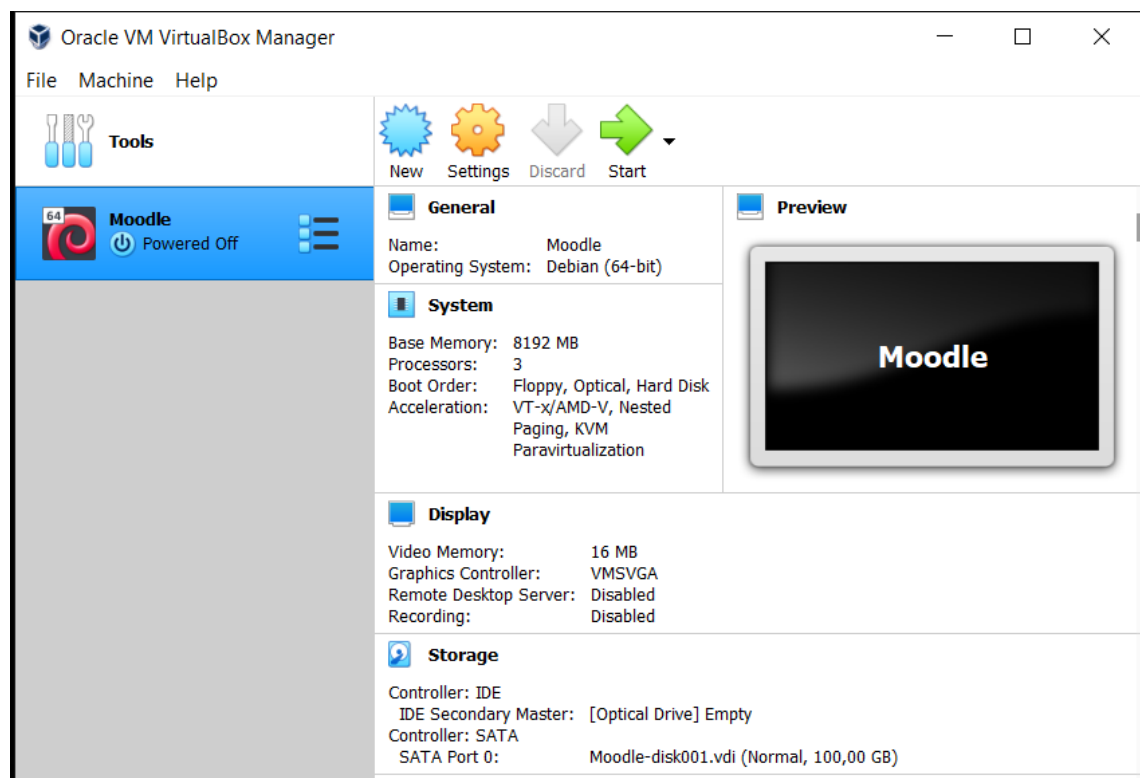 Oracle VM VirtualBox Manager
File Machine Help
Tools
New Settings Discard Start
64
Moodle
Powered Off
General
Name: Moodle
Operating System: Debian (64-bit)
Preview
Moodle
System
Base Memory: 8192 MB
Processors: 3
Boot Order: Floppy, Optical, Hard Disk
Acceleration: VT-x/AMD-V, Nested
Paging, KVM
Paravirtualization
Display
Video Memory: 16 MB
Graphics Controller: VMSVGA
Remote Desktop Server: Disabled
Recording: Disabled
Storage
Controller: IDE
IDE Secondary Master: [Optical Drive] Empty
Controller: SATA
SATA Port 0: Moodle-disk001.vdi (Normal, 100,00 GB)